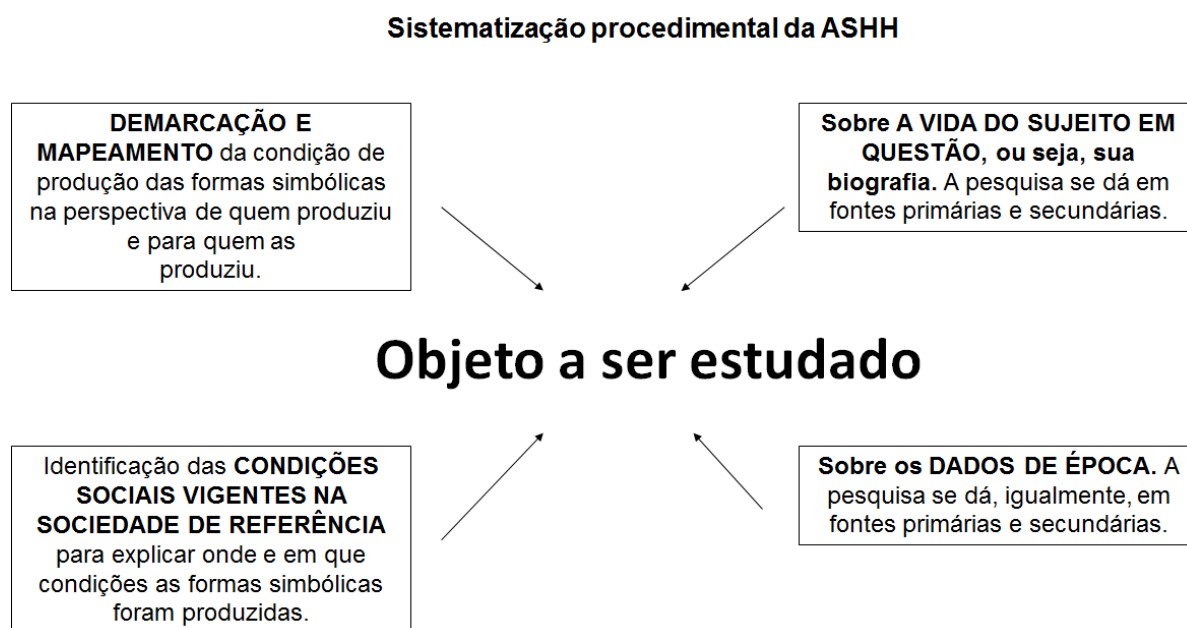 Sistematização procedimental da ASHH
DEMARCAÇÃO E
MAPEAMENTO da condição de
produção das formas simbólicas
na perspectiva de quem produziu
e para quem as
produziu.
Sobre A VIDA DO SUJEITO EM
QUESTÃO, ou seja, sua
biografia. A pesquisa se dá em
fontes primárias e secundárias.
Objeto a ser estudado
Identificação das CONDIÇÕES
SOCIAIS VIGENTES NA
SOCIEDADE DE REFERÊNCIA
para explicar onde e em que
condições as formas simbólicas
foram produzidas.
Sobre os DADOS DE ÉPOCA. A
pesquisa se dá, igualmente, em
fontes primárias e secundárias.